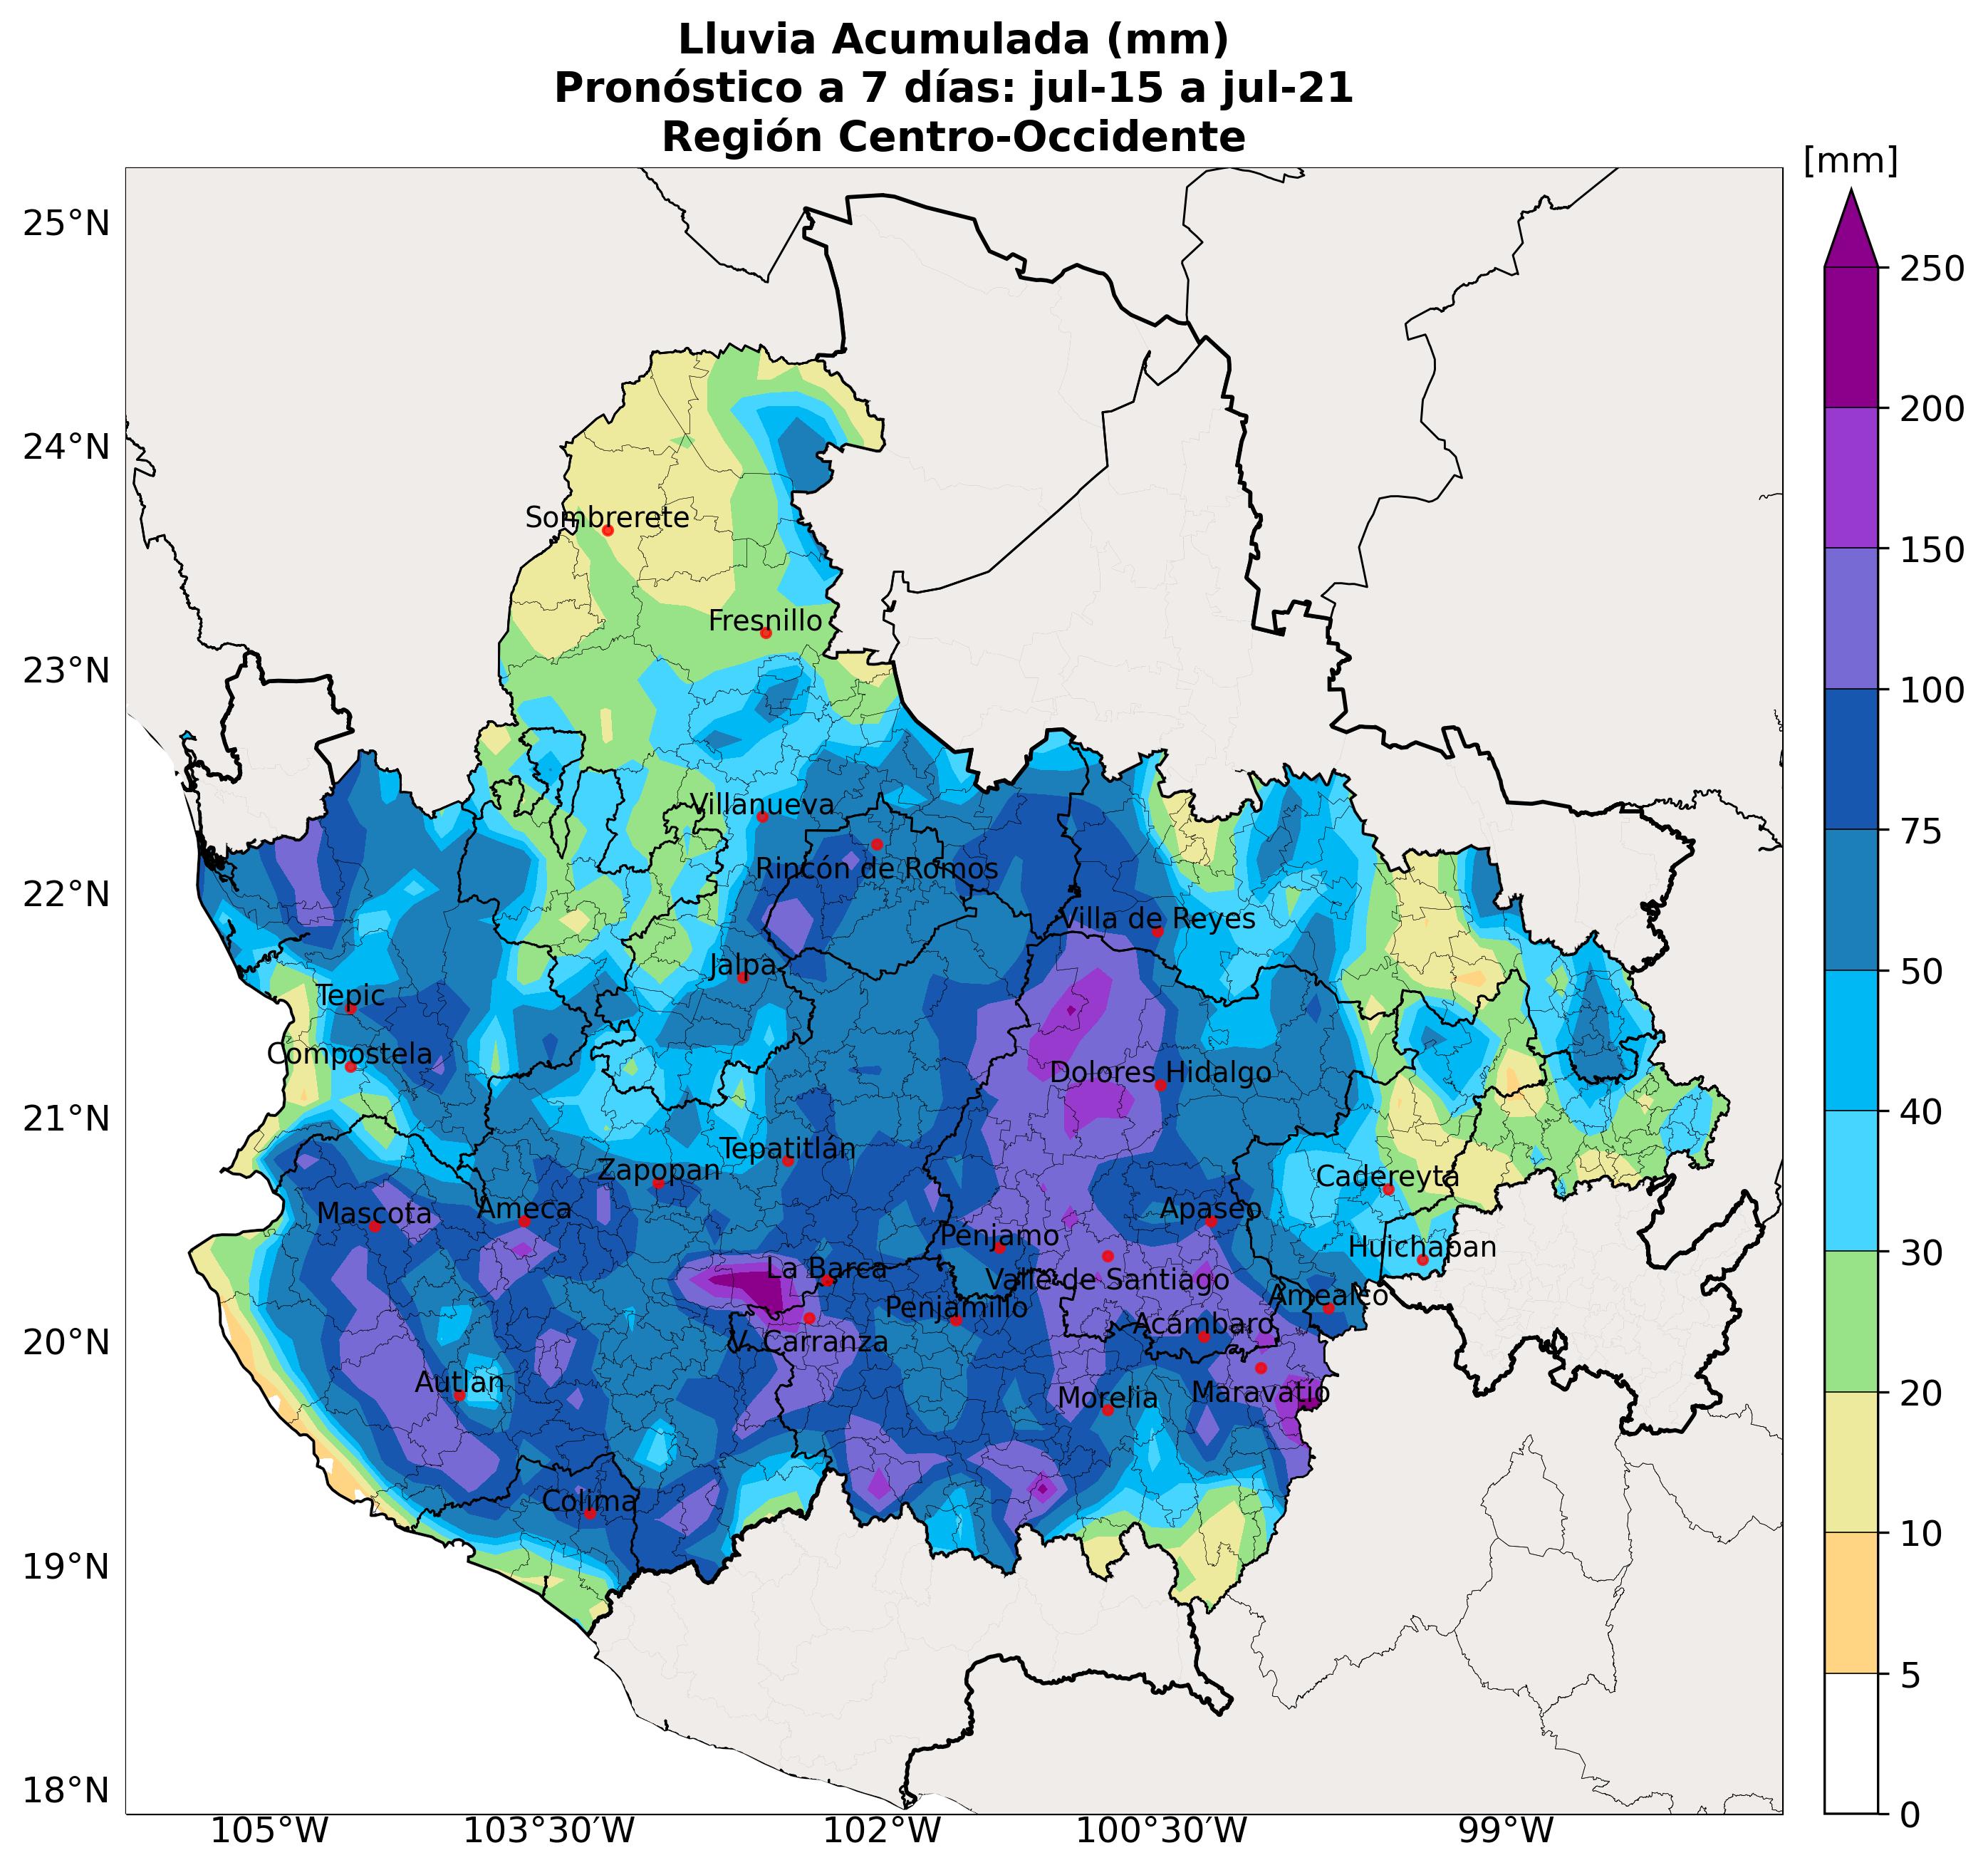 Lluvia Acumulada (mm)
Pronóstico a 7 días: jul-15 a jul-21
Región Centro-Occidente
[mm]
25°N
24°N
23°N
22°N
21°N
20°N
19°N
18°N
105°W
103°30'W
102°W
100°30'W
99°W
250
200
150
100
75
50
40
30
20
10
5
0
Sombrerete
Fresnillo
Villanueva
Rincón de Romos
Villa de Reyes
Jalpa
Tepic
Compostela
Dolores Hidalgo
Tepatitlán
Zapopan
Cadereyta
Mascota
Ameca
Apaseo
Pénjamo
Huichapan
La Barca
Valle de Santiago
Penjamillo
Amealco
V. Carranza
Acámbaro
Autlán
Morelia
Maravatío
Colima